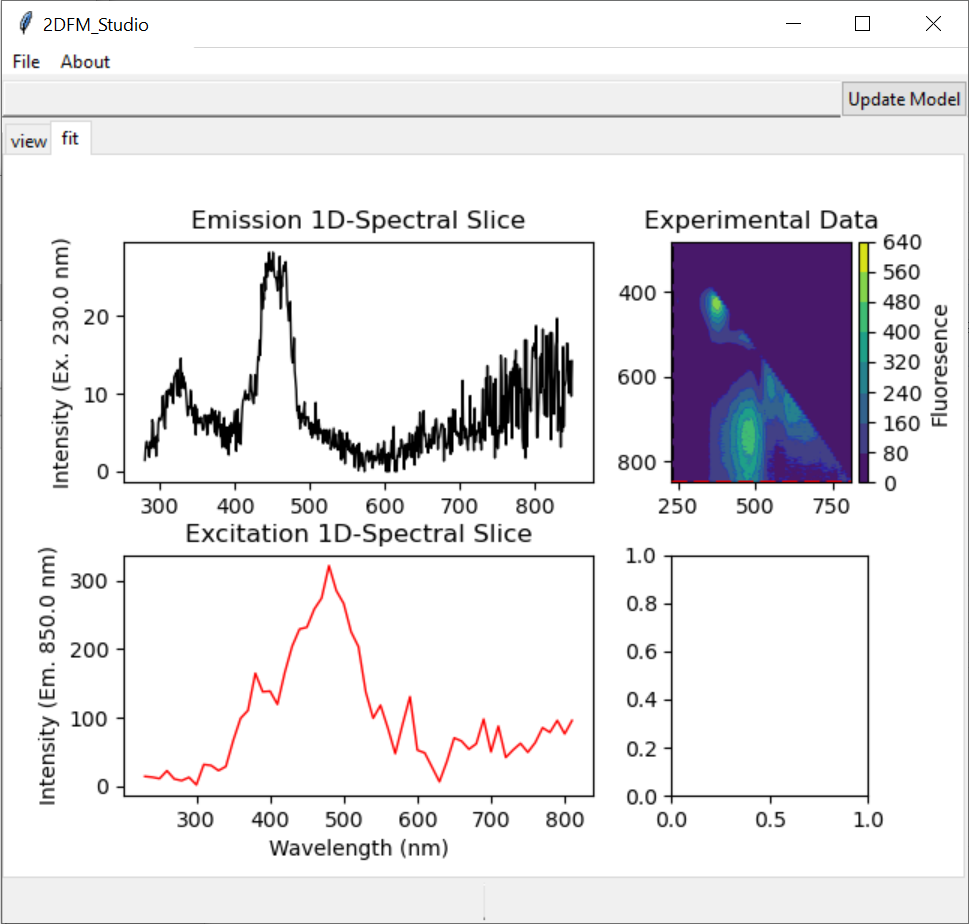 2DFM_Studio
File About
Update Model
view fit
Emission 1D-Spectral Slice
Intensity (Ex. 230.0 nm)
20
10
0
300 400 500 600 700 800
Experimental Data
400
600
800
250 500 750
640
560
480
400
320
240
160
80
0
Fluoresence
Excitation 1D-Spectral Slice
Intensity (Em. 850.0 nm)
300
200
100
0
300 400 500 600 700 800
Wavelength (nm)
1.0
0.8
0.6
0.4
0.2
0.0
0.0 0.5 1.0